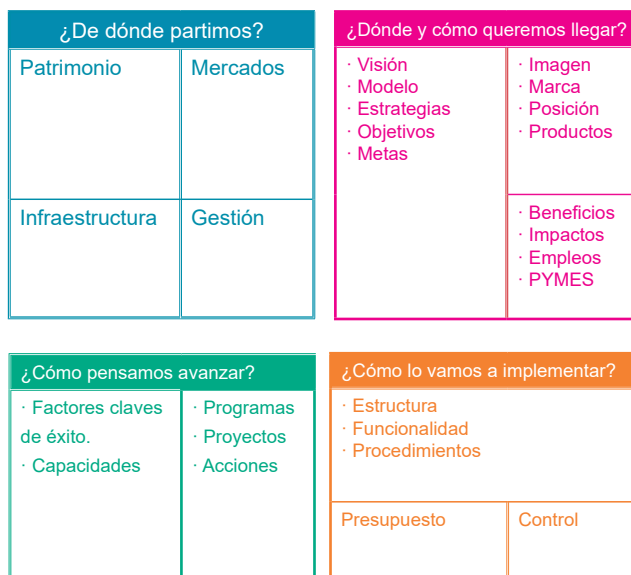 ¿De dónde partimos?
Patrimonio
Mercados
Infraestructura
Gestión
¿Dónde y cómo queremos llegar?
· Visión
· Modelo
· Estrategias
· Objetivos
· Metas
· Imagen
· Marca
· Posición
· Productos
· Beneficios
· Impactos
· Empleos
· PYMES
¿Cómo pensamos avanzar?
· Factores claves
de éxito.
· Capacidades
· Programas
· Proyectos
· Acciones
¿Cómo lo vamos a implementar?
· Estructura
· Funcionalidad
· Procedimientos
Presupuesto
Control